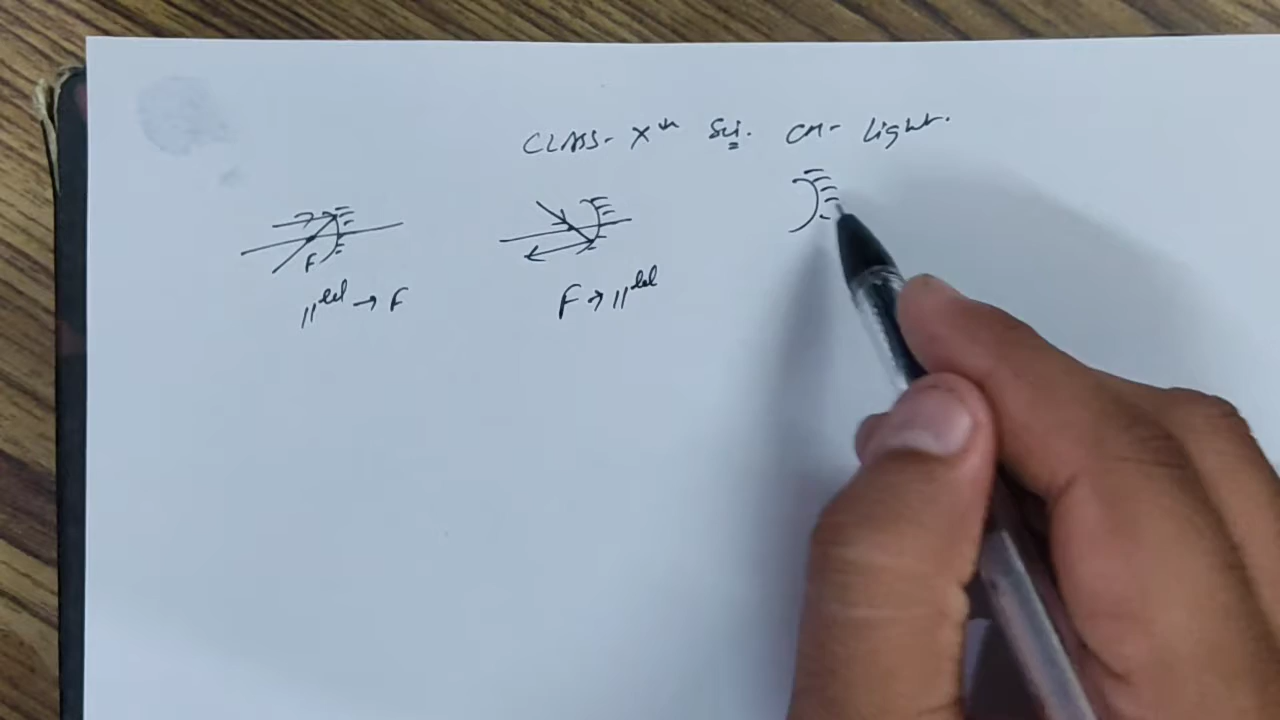 CLASS- Xth Sci. CH- Light.
F
||lel → F
F → ||lel